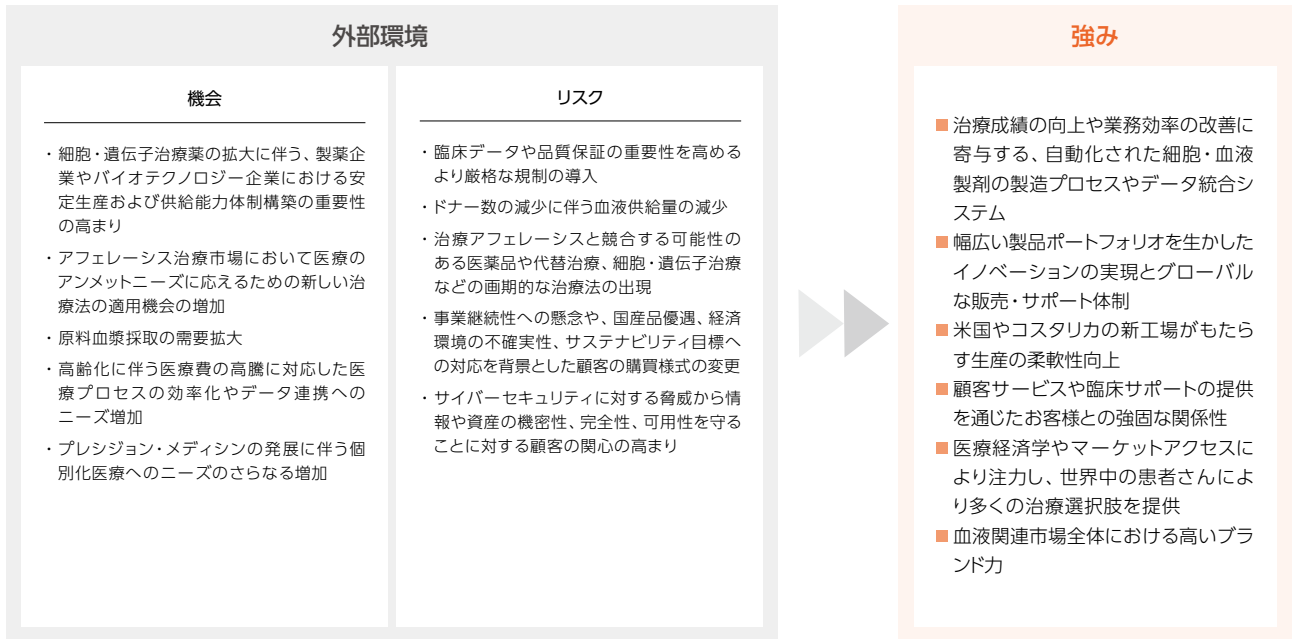 外部環境
機会
・細胞・遺伝子治療薬の拡大に伴う、製薬企
業やバイオテクノロジー企業における安
定生産および供給能力体制構築の重要性
の高まり
・アフェレーシス治療市場において医療の
アンメットニーズに応えるための新しい治
療法の適用機会の増加
・原料血漿採取の需要拡大
・高齢化に伴う医療費の高騰に対応した医
療プロセスの効率化やデータ連携への
ニーズ増加
・プレシジョン・メディシンの発展に伴う個
別化医療へのニーズのさらなる増加
リスク
・臨床データや品質保証の重要性を高める
より厳格な規制の導入
・ドナー数の減少に伴う血液供給量の減少
・治療アフェレーシスと競合する可能性の
ある医薬品や代替治療、細胞・遺伝子治療
などの画期的な治療法の出現
・事業継続性への懸念や、国産品優遇、経済
環境の不確実性、サステナビリティ目標へ
の対応を背景とした顧客の購買様式の変更
・サイバーセキュリティに対する脅威から情
報や資産の機密性、完全性、可用性を守る
ことに対する顧客の関心の高まり
強み
■治療成績の向上や業務効率の改善に
寄与する、自動化された細胞・血液
製剤の製造プロセスやデータ統合シ
ステム
■幅広い製品ポートフォリオを生かした
イノベーションの実現とグローバル
な販売・サポート体制
■米国やコスタリカの新工場がもたら
す生産の柔軟性向上
■顧客サービスや臨床サポートの提供
を通じたお客様との強固な関係性
■医療経済学やマーケットアクセスに
より注力し、世界中の患者さんによ
り多くの治療選択肢を提供
■血液関連市場全体における高いブラ
ンド力